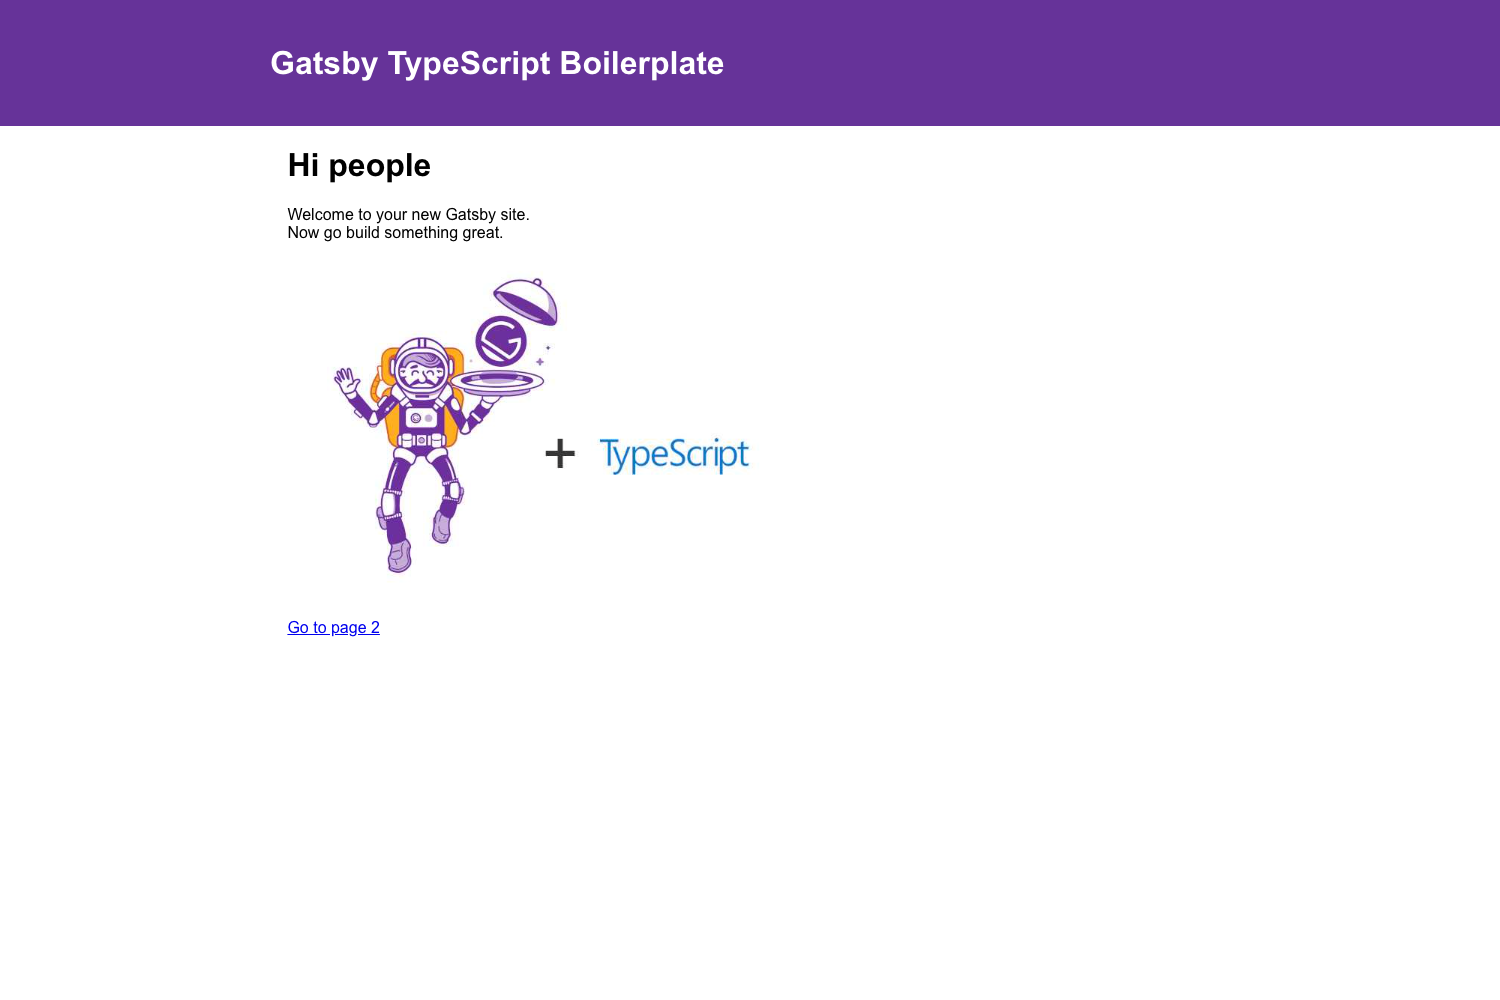 Gatsby TypeScript Boilerplate
Hi people
Welcome to your new Gatsby site.
Now go build something great.
+ TypeScript
Go to page 2